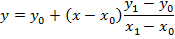 y = y₀ + (x − x₀) (y₁ − y₀)/(x₁ − x₀)